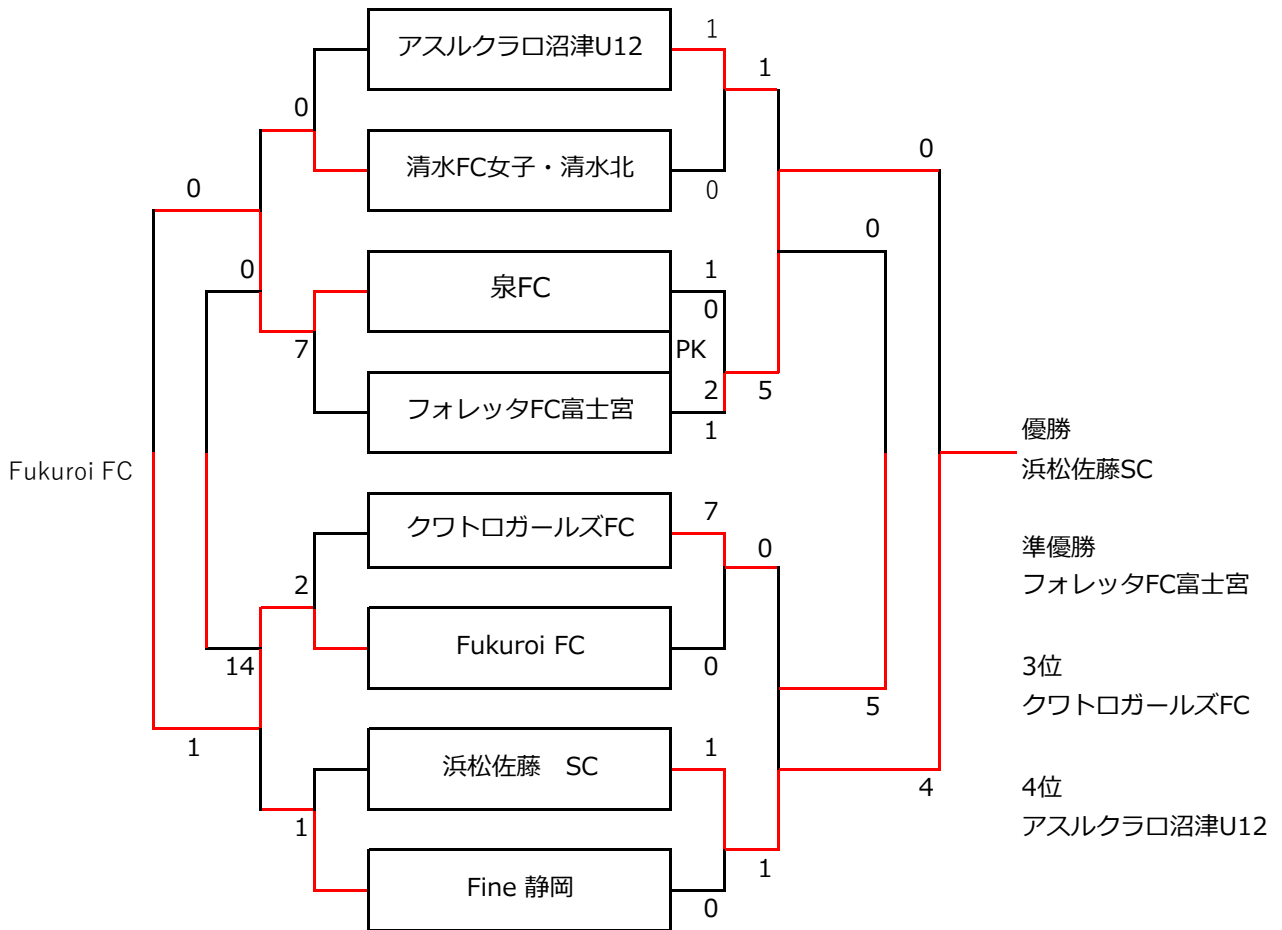 アスルクラロ沼津U12
1
1
0
0
清水FC女子・清水北
0
0
0
0
泉FC
1
0
7
PK
フォレッタFC富士宮
2
5
1
優勝
Fukuroi FC
浜松佐藤SC
クワトロガールズFC
7
0
準優勝
フォレッタFC富士宮
2
Fukuroi FC
0
14
3位
クワトロガールズFC
5
1
浜松佐藤　SC
1
4
4位
アスルクラロ沼津U12
1
1
Fine 静岡
0